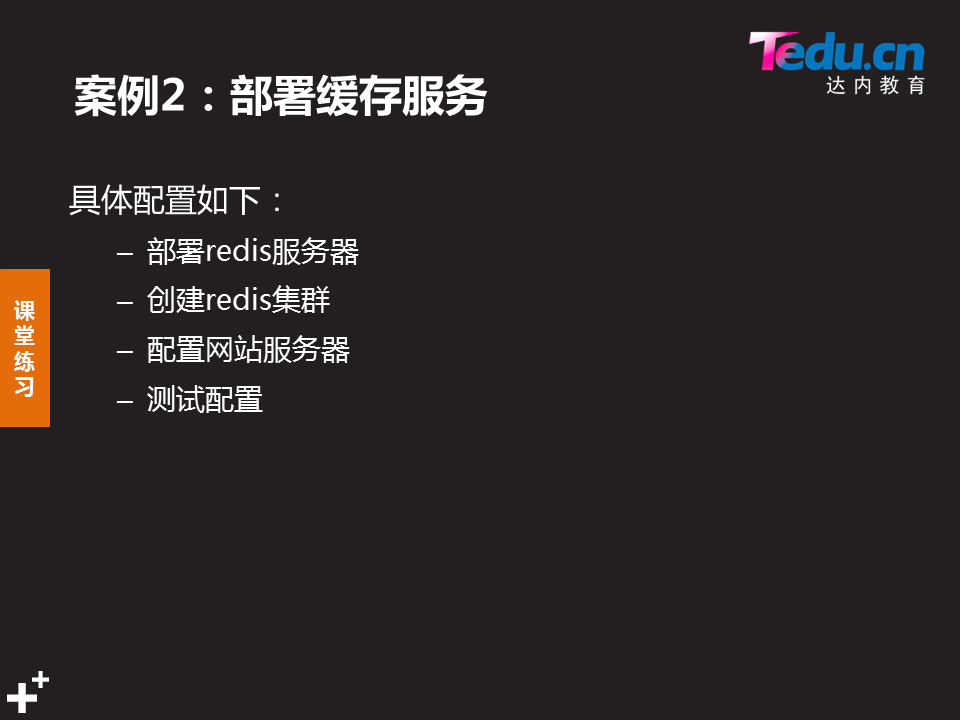 Tedu.cn
达内教育
案例2：部署缓存服务
具体配置如下：
– 部署redis服务器
– 创建redis集群
– 配置网站服务器
– 测试配置
课
堂
练
习